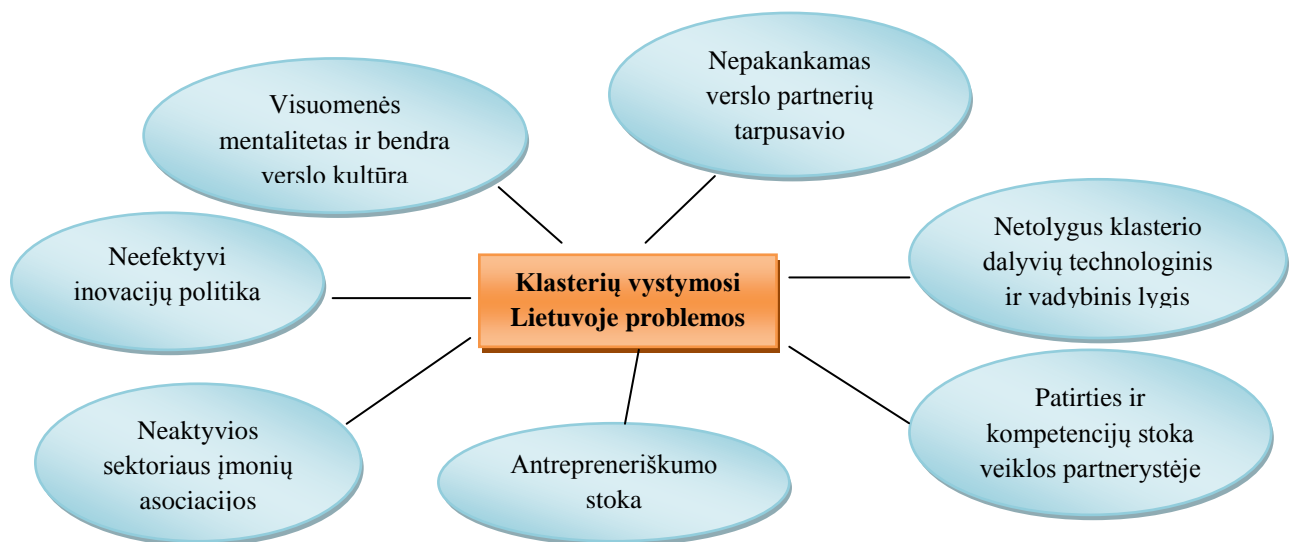 Nepakankamas
verslo partnerių
tarpusavio
Visuomenės
mentalitetas ir bendra
verslo kultūra
Netolygus klasterio
dalyvių technologinis
ir vadybinis lygis
Neefektyvi
inovacijų politika
Klasterių vystymosi
Lietuvoje problemos
Patirties ir
kompetencijų stoka
veiklos partnerystėje
Neaktyvios
sektoriaus įmonių
asociacijos
Antrepreneriškumo
stoka